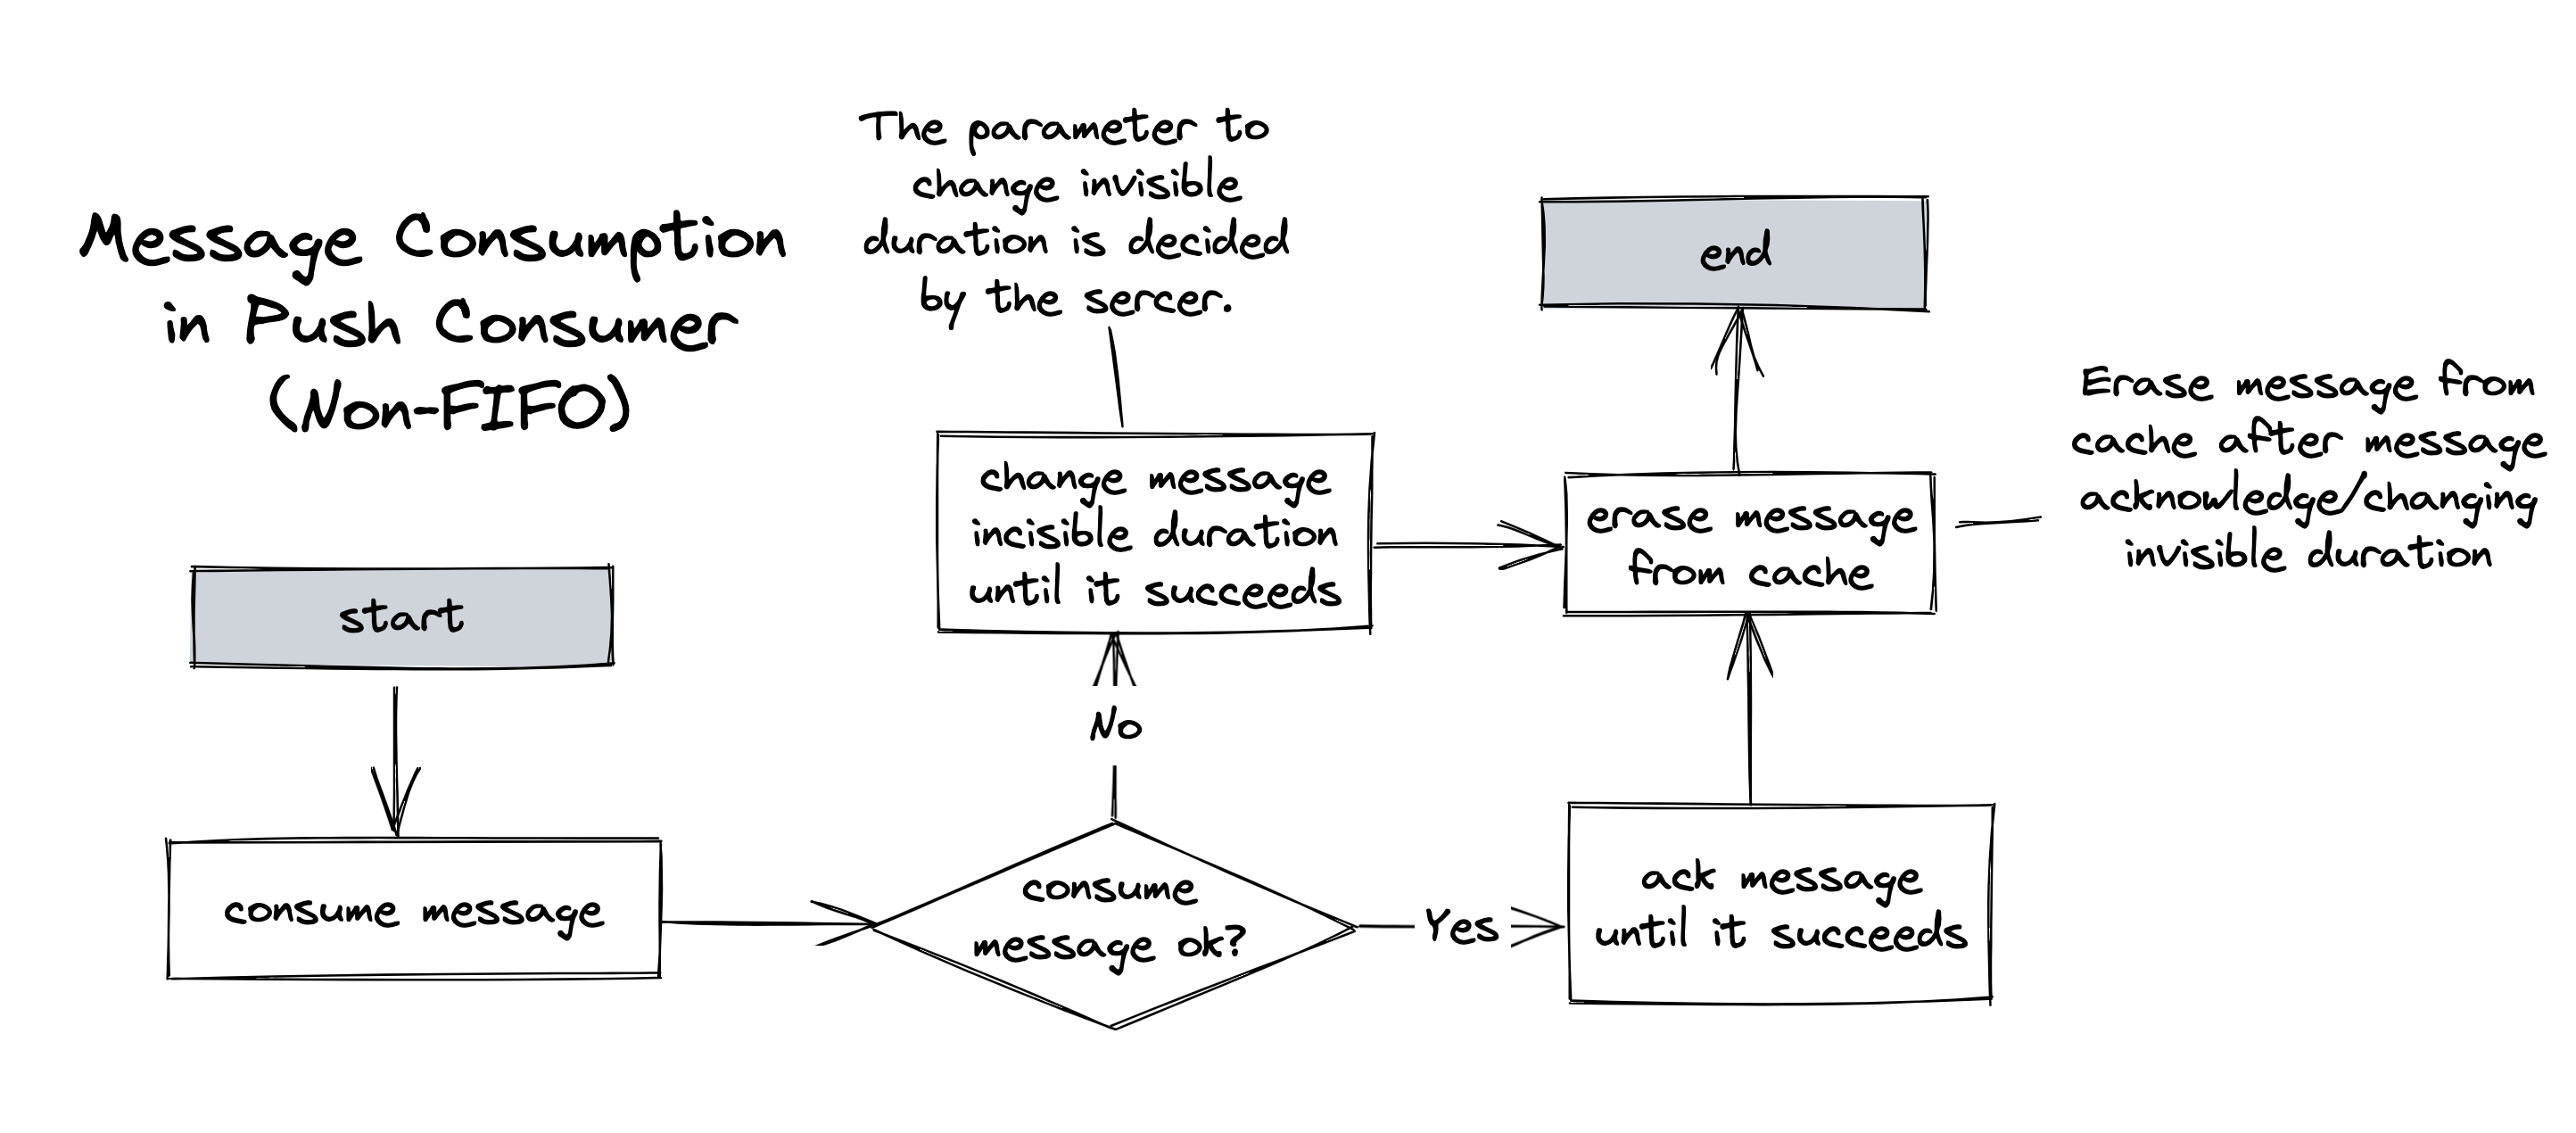 Message Consumption
in Push Consumer
(Non-FIFO)
The parameter to
change invisible
duration is decided
by the sercer.
end
Erase message from
cache after message
acknowledge/changing
invisible duration
change message
incisible duration
until it succeeds
erase message
from cache
start
No
consume message
consume
message ok?
Yes
ack message
until it succeeds